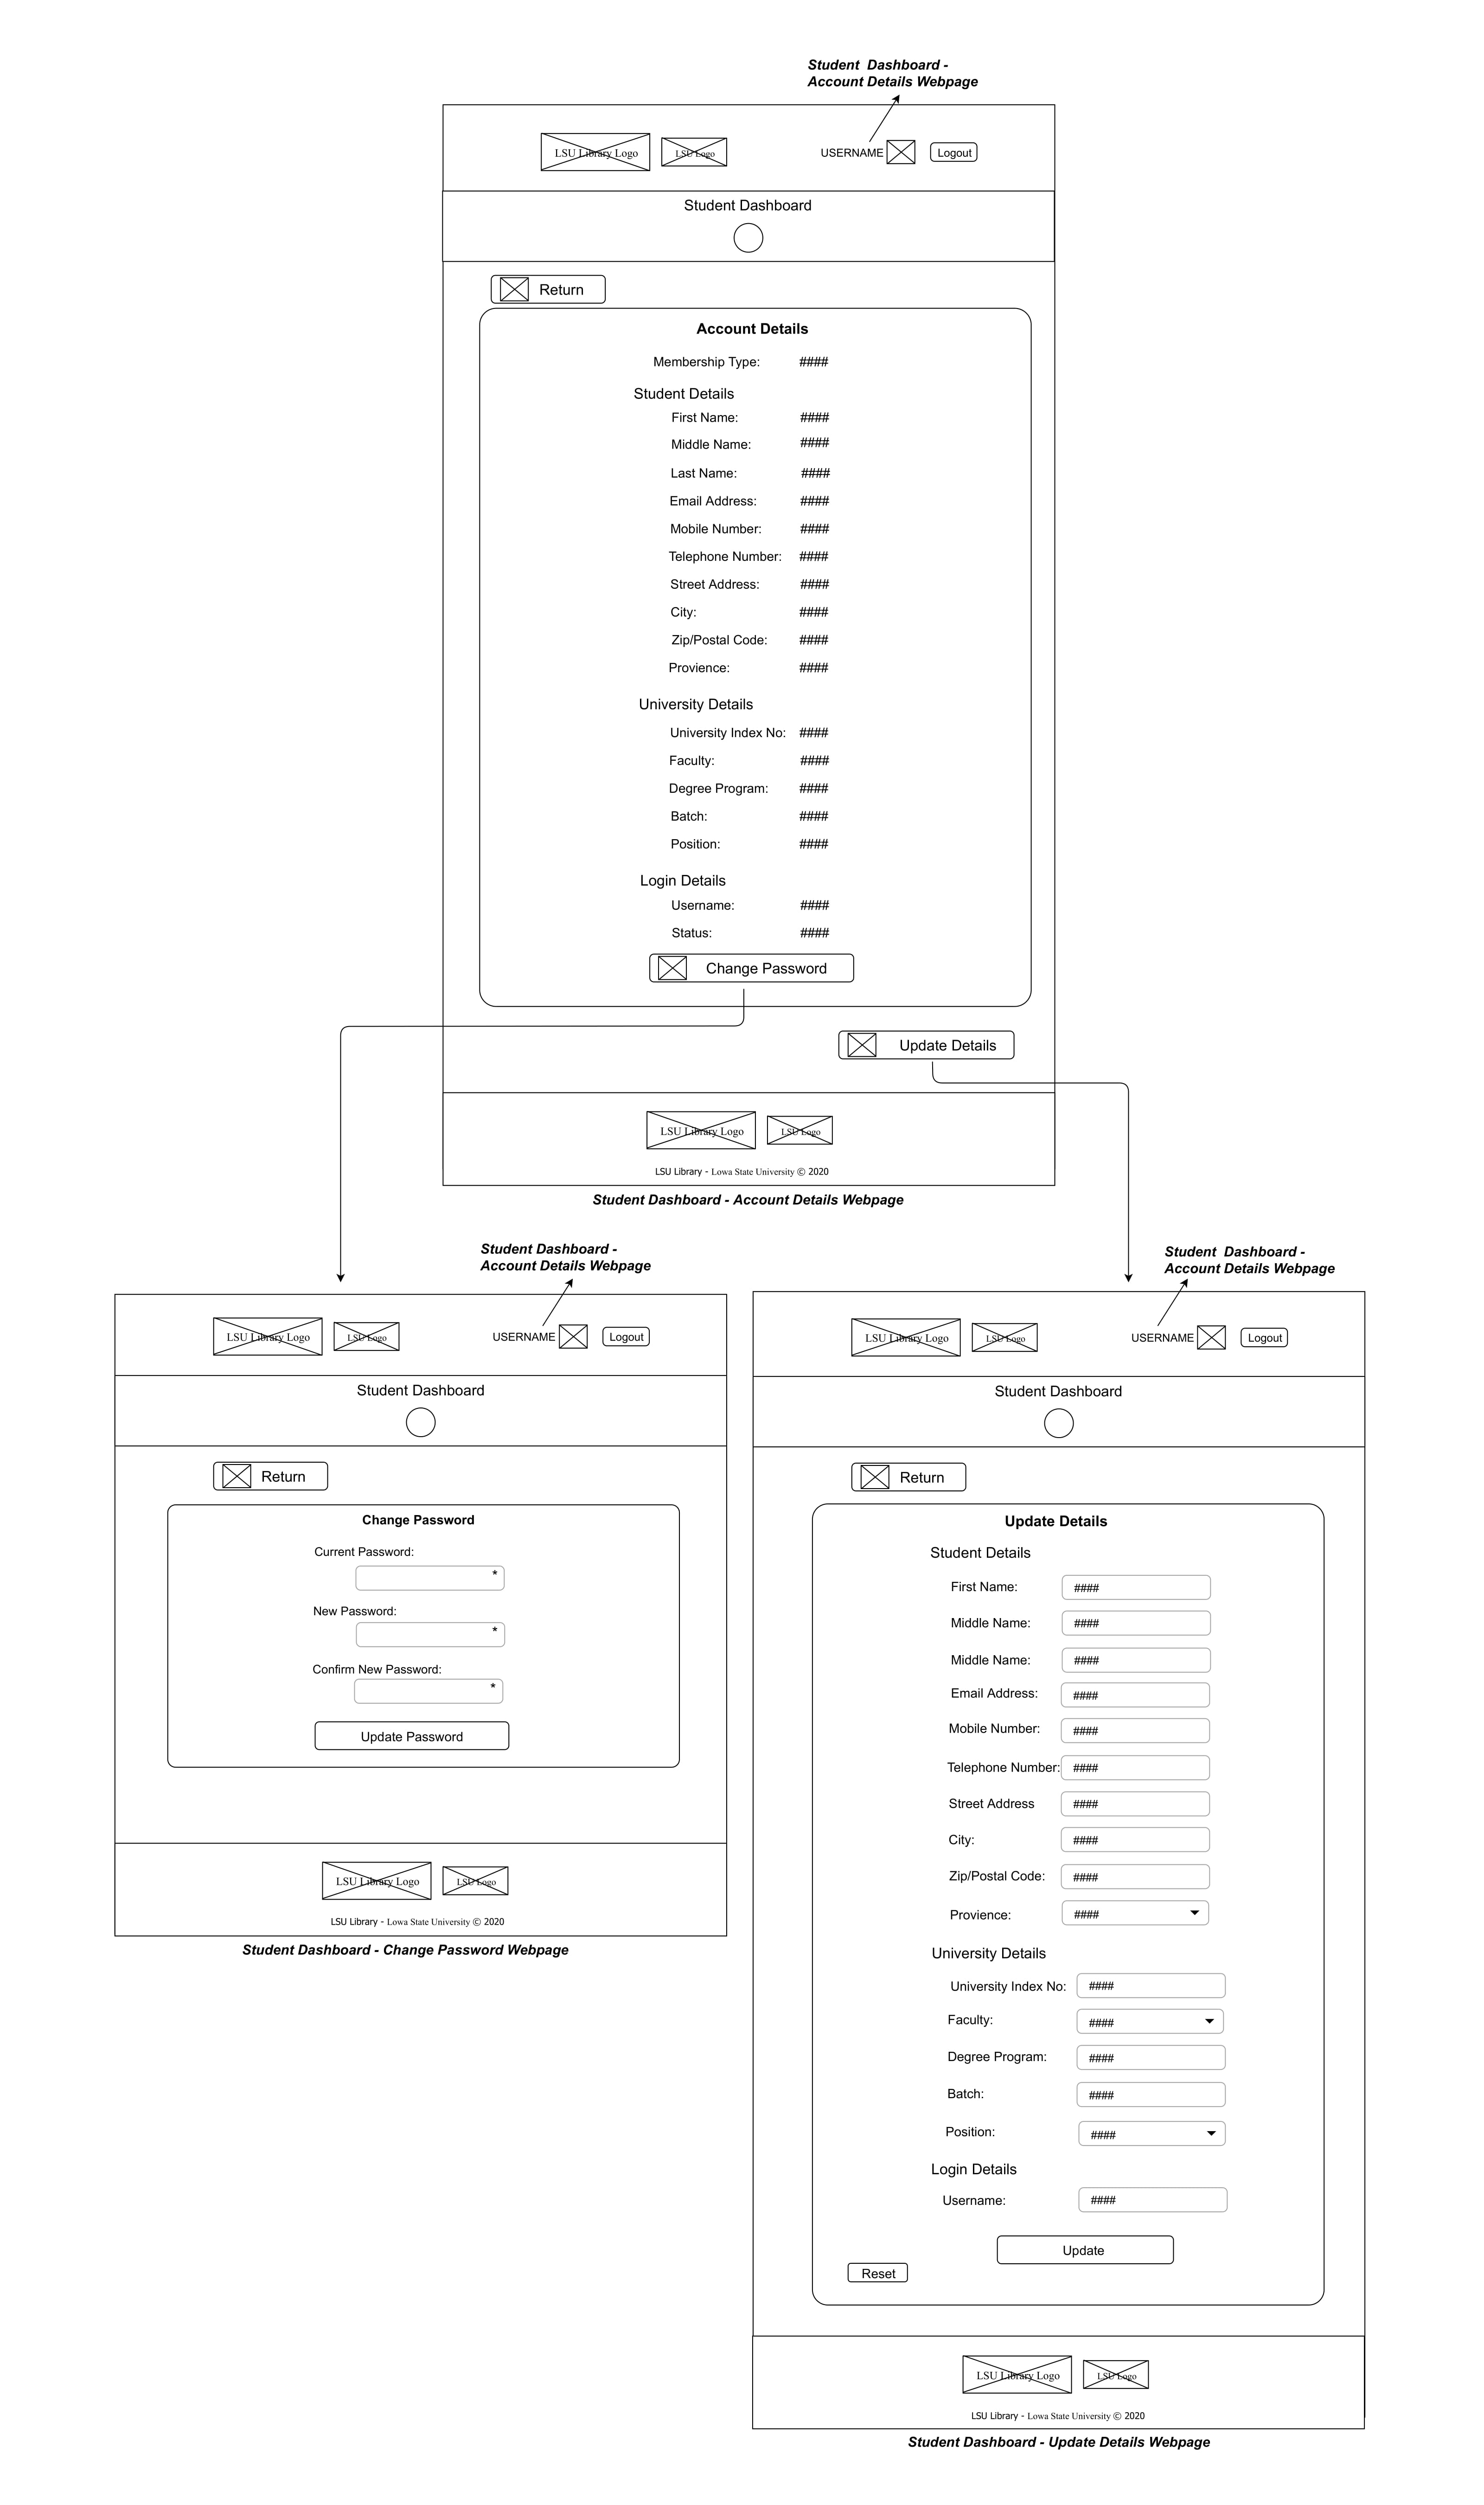 Student  Dashboard -
Account Details Webpage
LSU Library Logo LSU Logo USERNAME Logout
Student Dashboard
Return
Account Details
Membership Type: ####
Student Details
First Name: ####
Middle Name: ####
Last Name: ####
Email Address: ####
Mobile Number: ####
Telephone Number: ####
Street Address: ####
City: ####
Zip/Postal Code: ####
Provience: ####
University Details
University Index No: ####
Faculty: ####
Degree Program: ####
Batch: ####
Position: ####
Login Details
Username: ####
Status: ####
Change Password
Update Details
LSU Library Logo LSU Logo
LSU Library - Lowa State University © 2020
Student Dashboard - Account Details Webpage
Student Dashboard -
Account Details Webpage
LSU Library Logo LSU Logo USERNAME Logout
Student Dashboard
Return
Change Password
Current Password:
*
New Password:
*
Confirm New Password:
*
Update Password
LSU Library Logo LSU Logo
LSU Library - Lowa State University © 2020
Student Dashboard - Change Password Webpage
Student  Dashboard -
Account Details Webpage
LSU Library Logo LSU Logo USERNAME Logout
Student Dashboard
Return
Update Details
Student Details
First Name: ####
Middle Name: ####
Middle Name: ####
Email Address: ####
Mobile Number: ####
Telephone Number: ####
Street Address ####
City: ####
Zip/Postal Code: ####
Provience: ####
University Details
University Index No: ####
Faculty: ####
Degree Program: ####
Batch: ####
Position: ####
Login Details
Username: ####
Update
Reset
LSU Library Logo LSU Logo
LSU Library - Lowa State University © 2020
Student Dashboard - Update Details Webpage